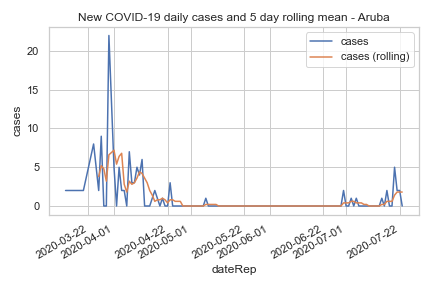 New COVID-19 daily cases and 5 day rolling mean - Aruba
cases
cases (rolling)
20
15
10
5
0
cases
2020-03-22
2020-04-01
2020-04-22
2020-05-01
2020-05-22
2020-06-01
2020-06-22
2020-07-01
2020-07-22
dateRep